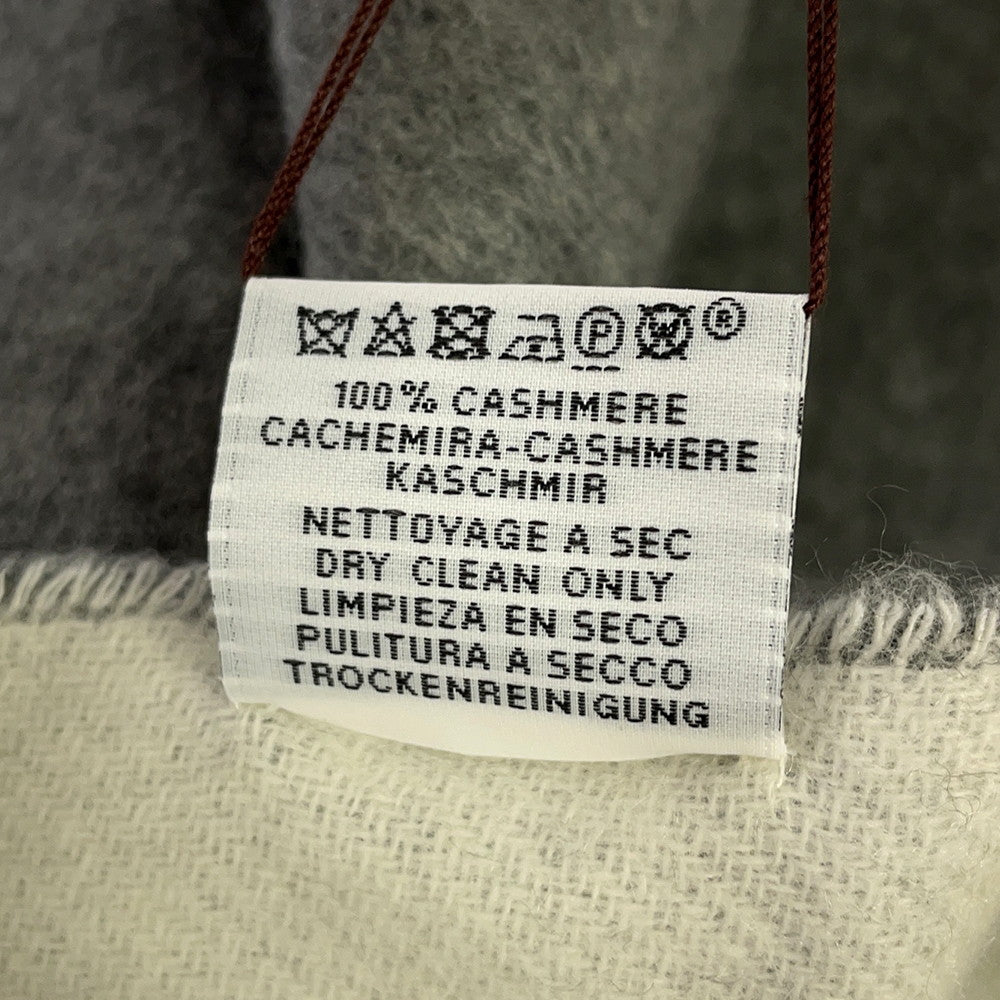 P W ®
100% CASHMERE
CACHEMIRA-CASHMERE
KASCHMIR
NETTOYAGE A SEC
DRY CLEAN ONLY
LIMPIEZA EN SECO
PULITURA A SECCO
TROCKENREINIGUNG